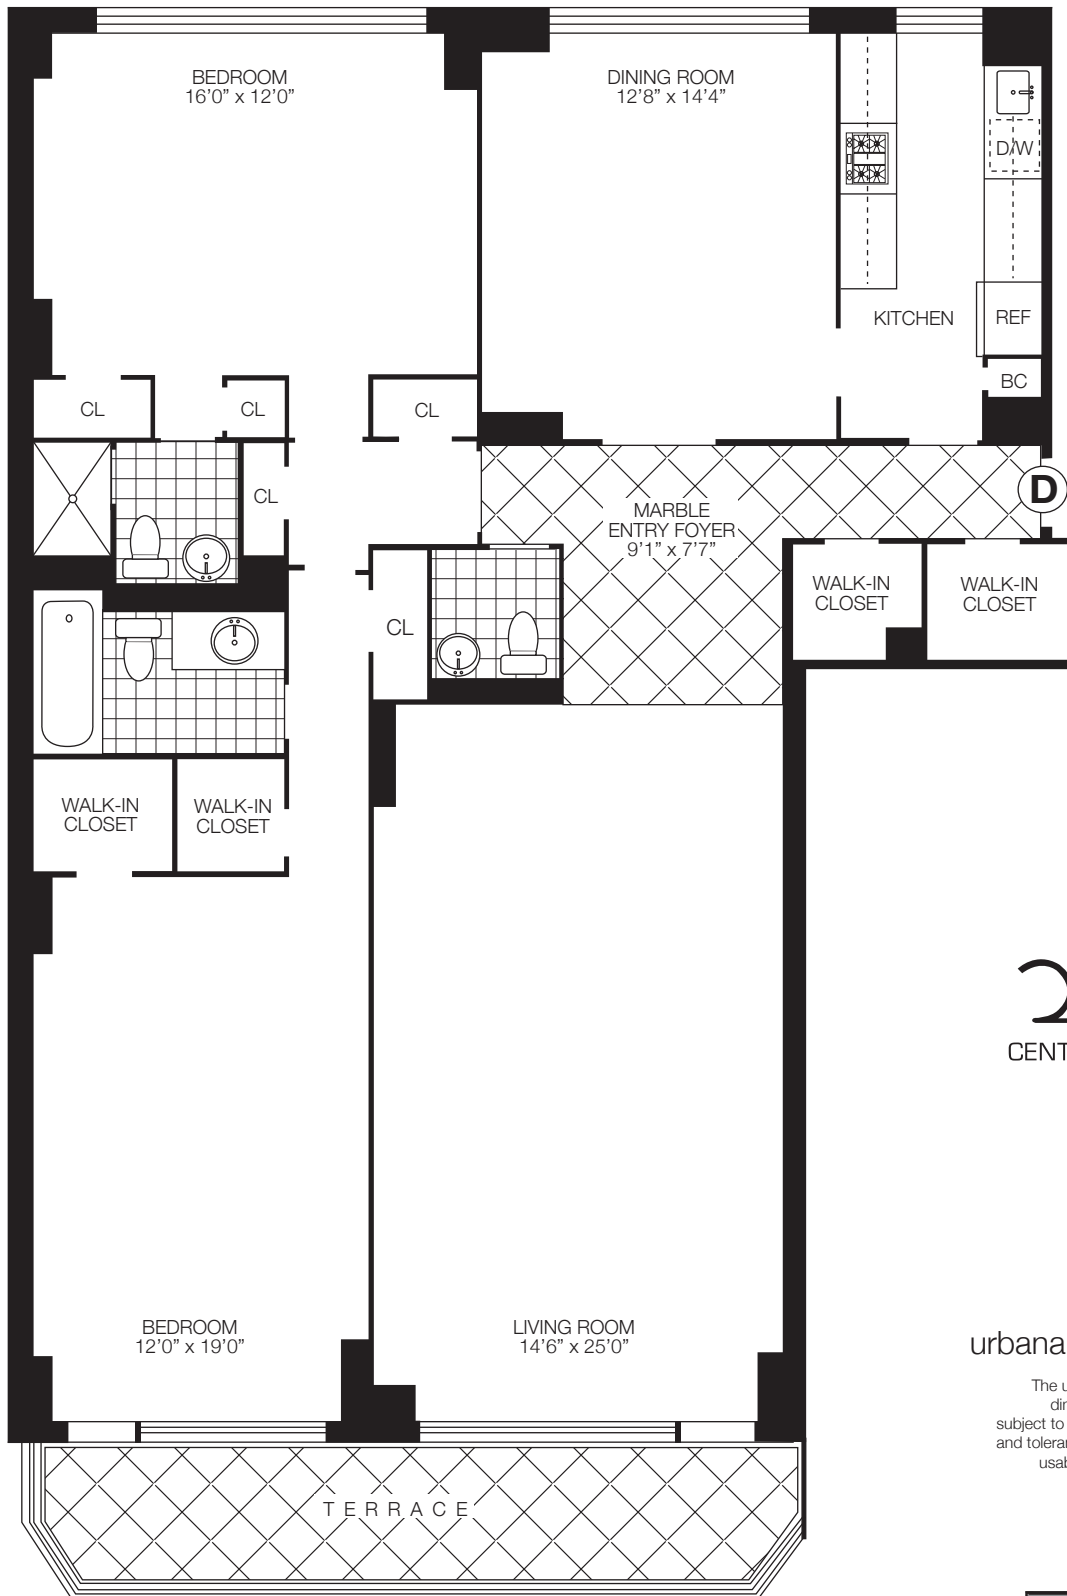 BEDROOM
16'0" x 12'0"
DINING ROOM
12'8" x 14'4"
D/W
KITCHEN
REF
BC
CL
CL
CL
CL
D
MARBLE
ENTRY FOYER
9'1" x 7'7"
WALK-IN
CLOSET
WALK-IN
CLOSET
CL
WALK-IN
CLOSET
WALK-IN
CLOSET
2
CENT
BEDROOM
12'0" x 19'0"
LIVING ROOM
14'6" x 25'0"
urbana
The u
dim
subject to
and toleran
usab
TERRACE